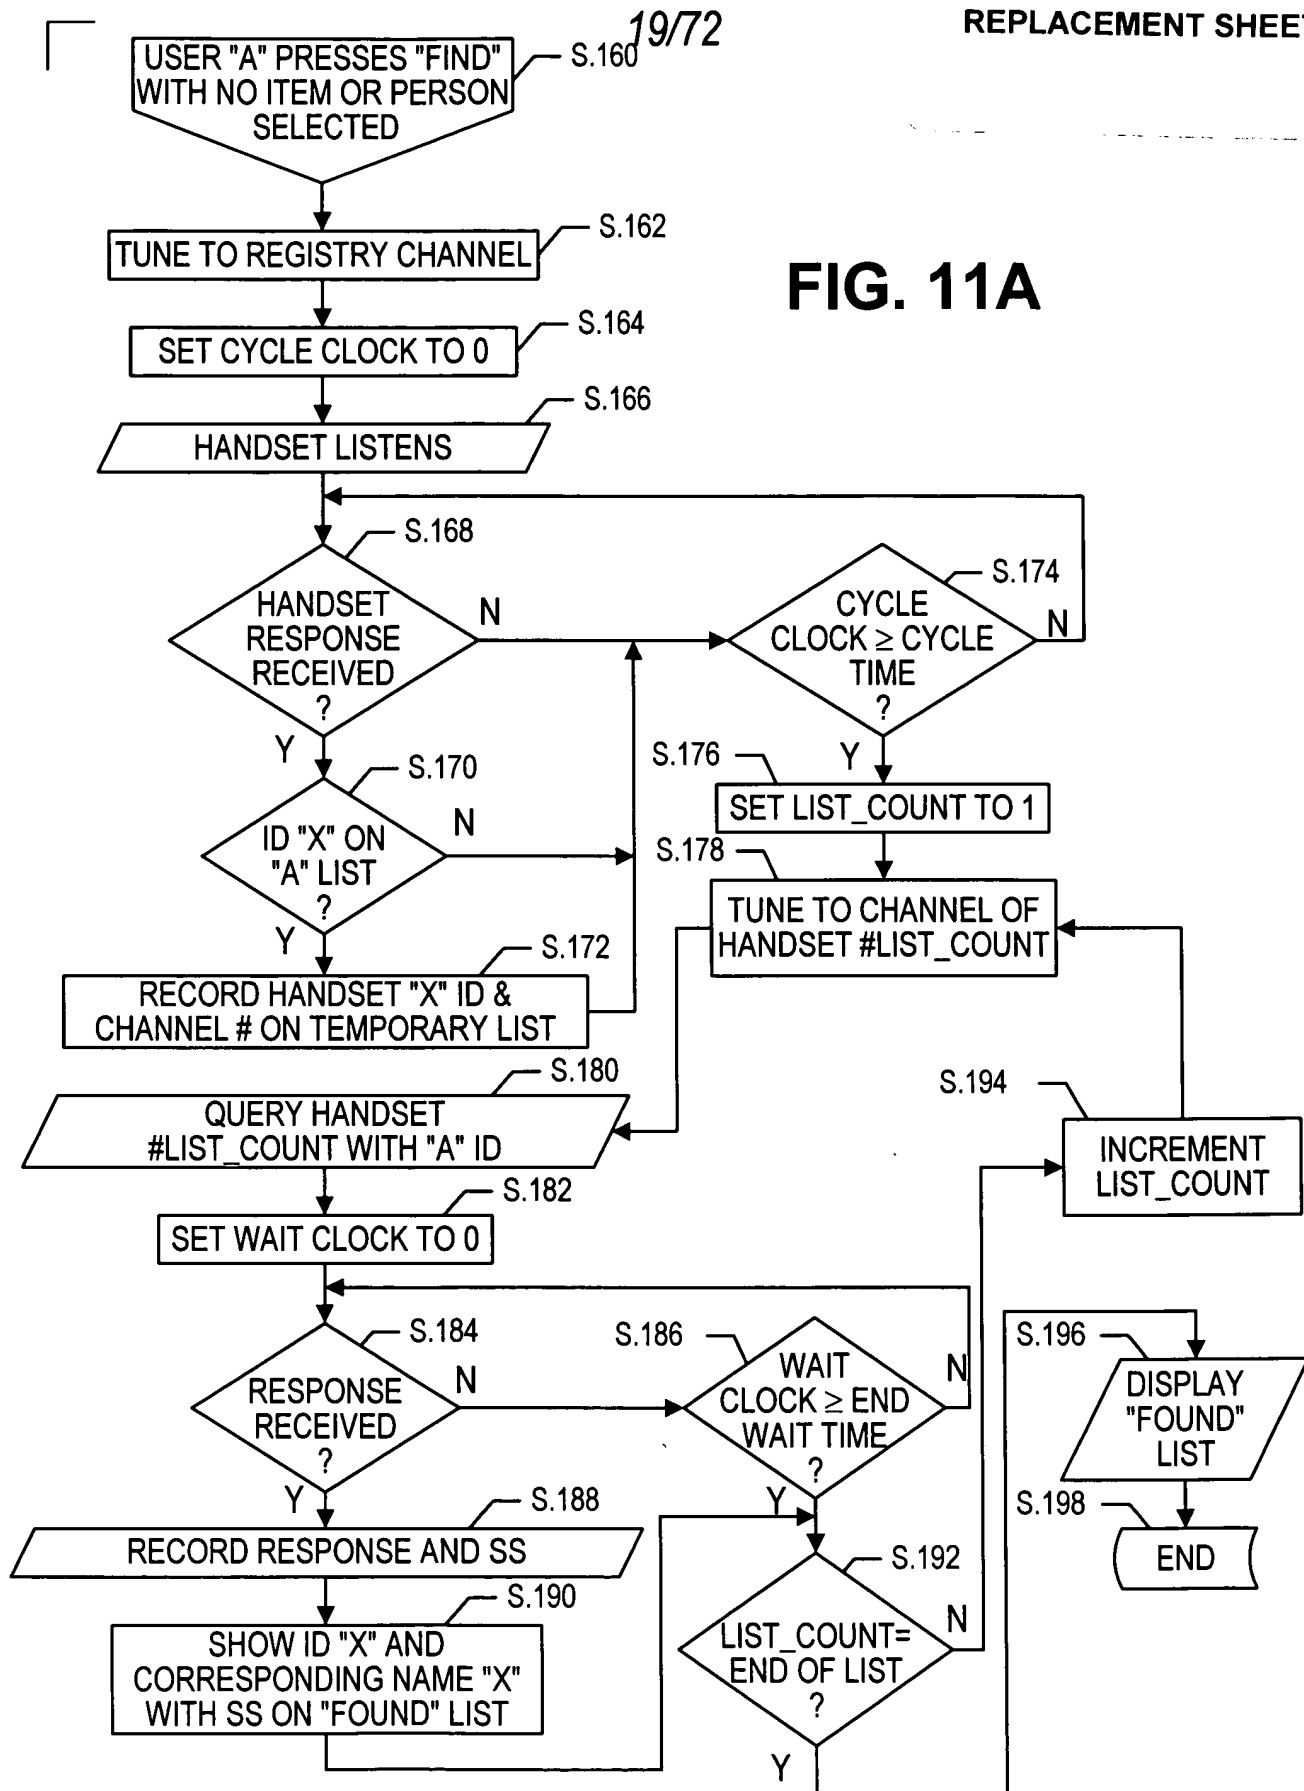 19/72
REPLACEMENT SHEET
USER "A" PRESSES "FIND"
WITH NO ITEM OR PERSON
SELECTED
S.160
TUNE TO REGISTRY CHANNEL
S.162
FIG. 11A
SET CYCLE CLOCK TO 0
S.164
HANDSET LISTENS
S.166
S.168
HANDSET
RESPONSE
RECEIVED
?
N
Y
S.174
CYCLE
CLOCK ≥ CYCLE
TIME
?
N
Y
S.170
ID "X" ON
"A" LIST
?
N
Y
S.176
SET LIST_COUNT TO 1
S.178
TUNE TO CHANNEL OF
HANDSET #LIST_COUNT
S.172
RECORD HANDSET "X" ID &
CHANNEL # ON TEMPORARY LIST
S.180
QUERY HANDSET
#LIST_COUNT WITH "A" ID
S.194
INCREMENT
LIST_COUNT
S.182
SET WAIT CLOCK TO 0
S.184
RESPONSE
RECEIVED
?
N
Y
S.186
WAIT
CLOCK ≥ END
WAIT TIME
?
N
Y
S.196
DISPLAY
"FOUND"
LIST
S.188
RECORD RESPONSE AND SS
S.198
END
S.190
SHOW ID "X" AND
CORRESPONDING NAME "X"
WITH SS ON "FOUND" LIST
S.192
LIST_COUNT=
END OF LIST
?
N
Y